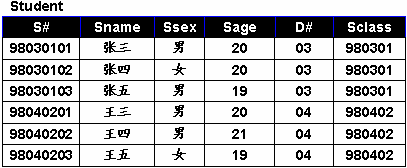 Student
S# Sname Ssex Sage D# Sclass
98030101 张三 男 20 03 980301
98030102 张四 女 20 03 980301
98030103 张五 男 19 03 980301
98040201 王三 男 20 04 980402
98040202 王四 男 21 04 980402
98040203 王五 女 19 04 980402